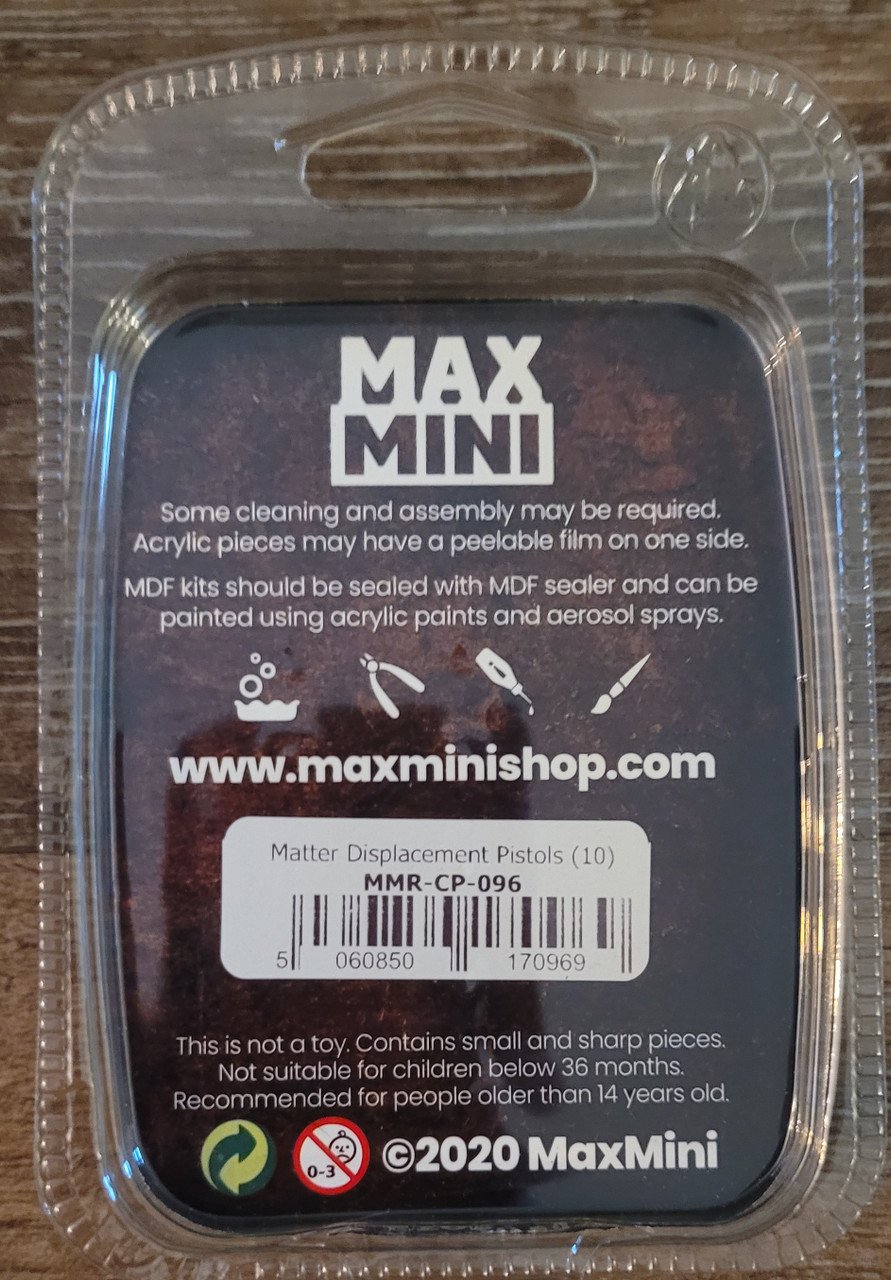 MAX
MINI
Some cleaning and assembly may be required.
Acrylic pieces may have a peelable film on one side.
MDF kits should be sealed with MDF sealer and can be
painted using acrylic paints and aerosol sprays.
www.maxminishop.com
Matter Displacement Pistols (10)
MMR-CP-096
5 060850 170969
This is not a toy. Contains small and sharp pieces.
Not suitable for children below 36 months.
Recommended for people older than 14 years old.
0-3 ©2020 MaxMini